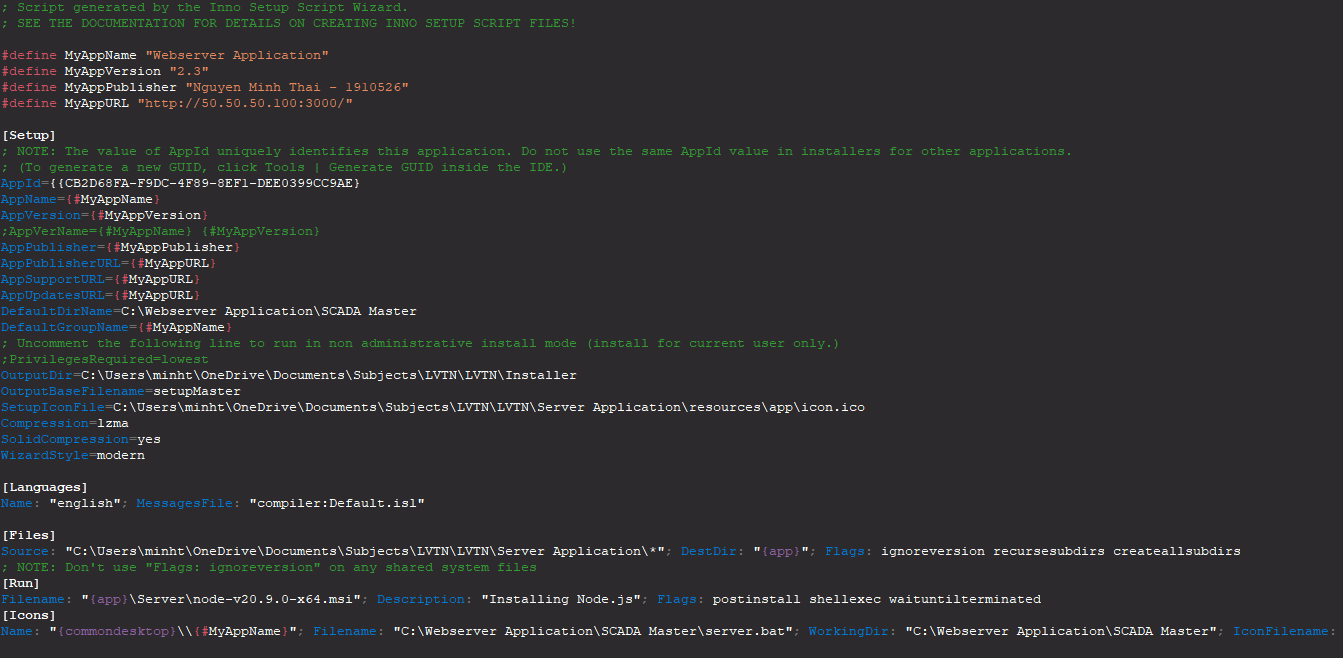 ; Script generated by the Inno Setup Script Wizard.
; SEE THE DOCUMENTATION FOR DETAILS ON CREATING INNO SETUP SCRIPT FILES!
#define MyAppName "Webserver Application"
#define MyAppVersion "2.3"
#define MyAppPublisher "Nguyen Minh Thai - 1910526"
#define MyAppURL "http://50.50.50.100:3000/"
[Setup]
; NOTE: The value of AppId uniquely identifies this application. Do not use the same AppId value in installers for other applications.
; (To generate a new GUID, click Tools | Generate GUID inside the IDE.)
AppId={{CB2D68FA-F9DC-4F89-8EF1-DEE0399CC9AE}
AppName={#MyAppName}
AppVersion={#MyAppVersion}
;AppVerName={#MyAppName} {#MyAppVersion}
AppPublisher={#MyAppPublisher}
AppPublisherURL={#MyAppURL}
AppSupportURL={#MyAppURL}
AppUpdatesURL={#MyAppURL}
DefaultDirName=C:\Webserver Application\SCADA Master
DefaultGroupName={#MyAppName}
; Uncomment the following line to run in non administrative install mode (install for current user only.)
;PrivilegesRequired=lowest
OutputDir=C:\Users\minht\OneDrive\Documents\Subjects\LVTN\LVTN\Installer
OutputBaseFilename=setupMaster
SetupIconFile=C:\Users\minht\OneDrive\Documents\Subjects\LVTN\LVTN\Server Application\resources\app\icon.ico
Compression=lzma
SolidCompression=yes
WizardStyle=modern
[Languages]
Name: "english"; MessagesFile: "compiler:Default.isl"
[Files]
Source: "C:\Users\minht\OneDrive\Documents\Subjects\LVTN\LVTN\Server Application\*"; DestDir: "{app}"; Flags: ignoreversion recursesubdirs createallsubdirs
; NOTE: Don't use "Flags: ignoreversion" on any shared system files
[Run]
Filename: "{app}\Server\node-v20.9.0-x64.msi"; Description: "Installing Node.js"; Flags: postinstall shellexec waituntilterminated
[Icons]
Name: "{commondesktop}\\{#MyAppName}"; Filename: "C:\Webserver Application\SCADA Master\server.bat"; WorkingDir: "C:\Webserver Application\SCADA Master"; IconFilename: